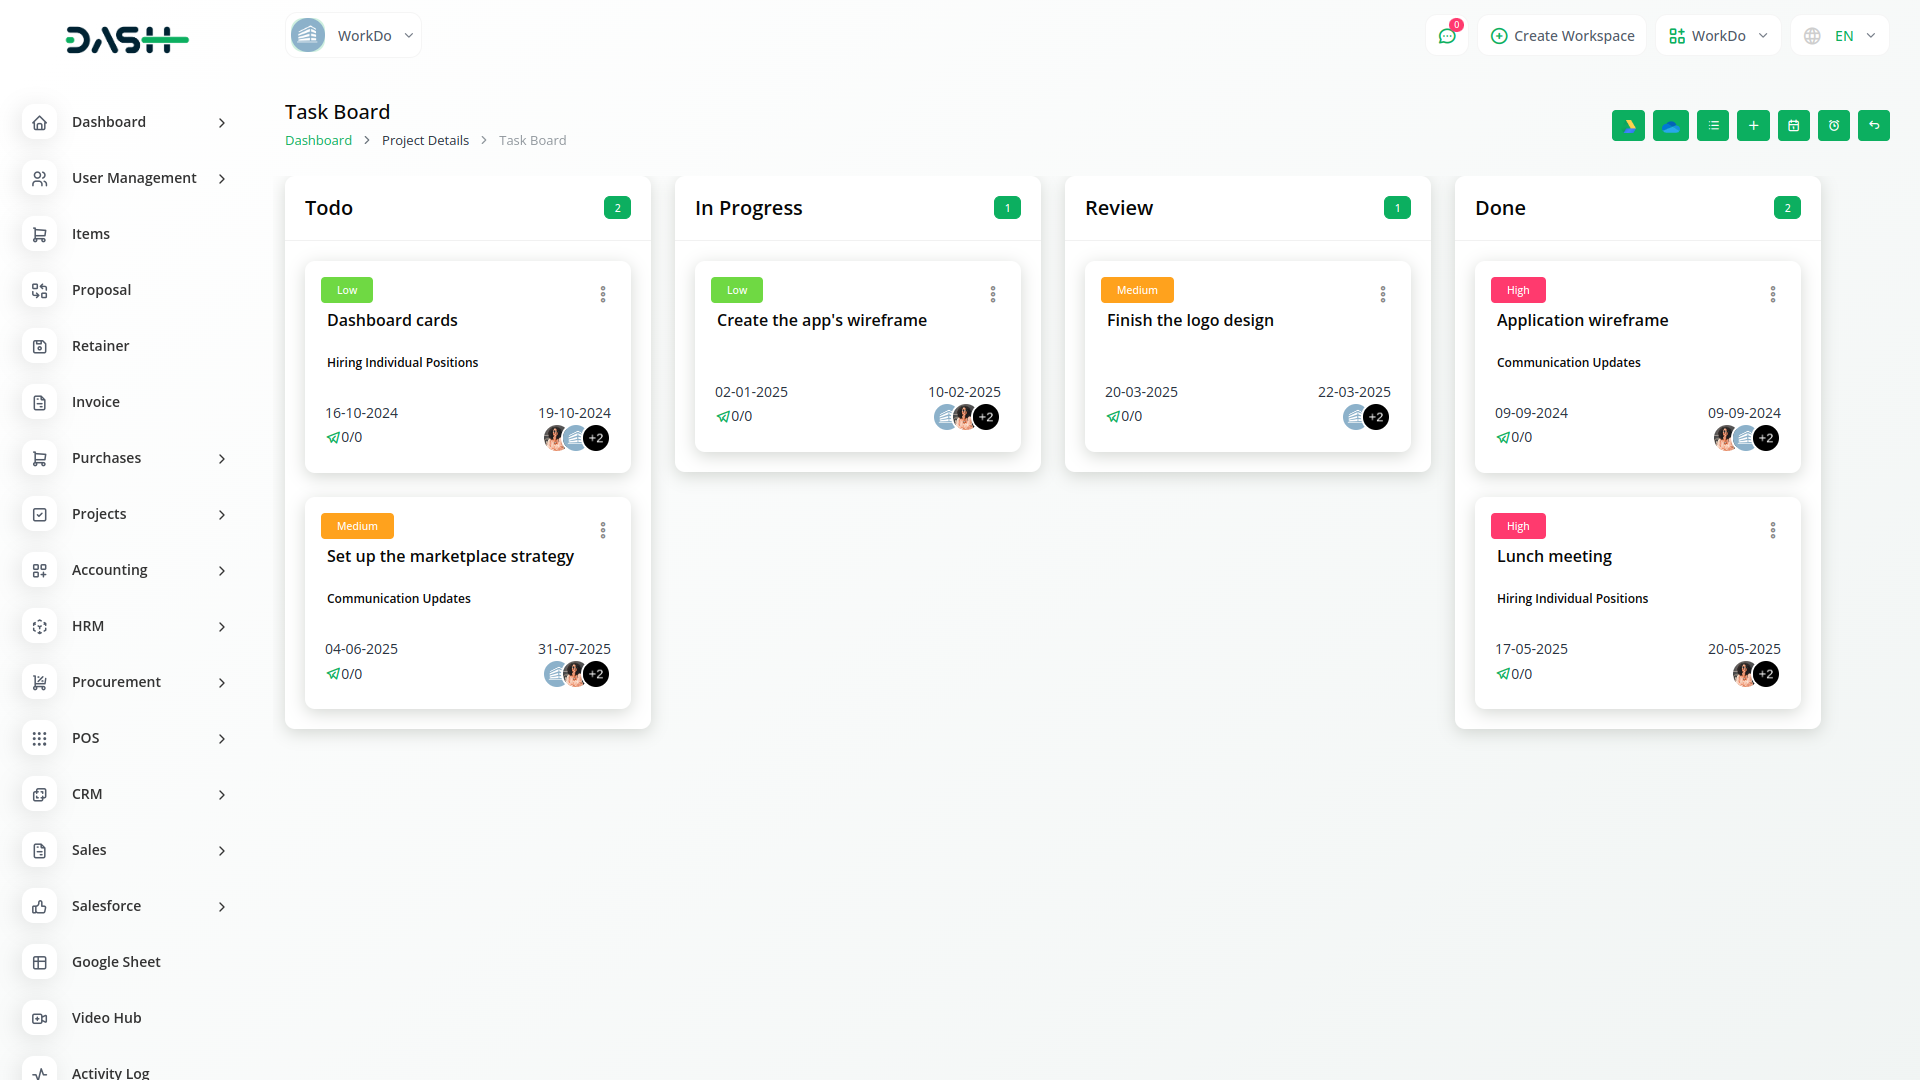 DASH
WorkDo
0
Create Workspace
WorkDo
EN
Dashboard
User Management
Items
Proposal
Retainer
Invoice
Purchases
Projects
Accounting
HRM
Procurement
POS
CRM
Sales
Salesforce
Google Sheet
Video Hub
Activity Log
Task Board
Dashboard > Project Details > Task Board
Todo 2
Low
Dashboard cards
Hiring Individual Positions
16-10-2024 19-10-2024
0/0 +2
Medium
Set up the marketplace strategy
Communication Updates
04-06-2025 31-07-2025
0/0 +2
In Progress 1
Low
Create the app's wireframe
02-01-2025 10-02-2025
0/0 +2
Review 1
Medium
Finish the logo design
20-03-2025 22-03-2025
0/0 +2
Done 2
High
Application wireframe
Communication Updates
09-09-2024 09-09-2024
0/0 +2
High
Lunch meeting
Hiring Individual Positions
17-05-2025 20-05-2025
0/0 +2